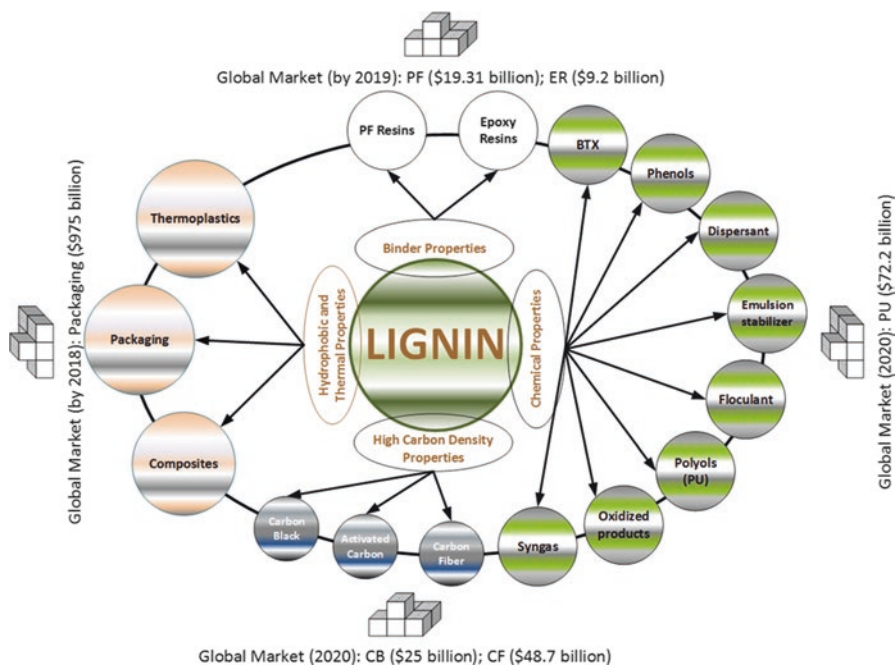 Global Market (by 2019): PF ($19.31 billion); ER ($9.2 billion)
PF Resins
Epoxy
Resins
BTX
Phenols
Thermoplastics
Dispersant
Binder Properties
Global Market (by 2018): Packaging ($975 billion)
Packaging
Hydrophobic and
Thermal Properties
LIGNIN
Chemical Properties
Emulsion
stabilizer
Global Market (2020): PU ($72.2 billion)
Floculant
High Carbon Density
Properties
Composites
Polyols
(PU)
Carbon
Black
Activated
Carbon
Carbon
Fiber
Syngas
Oxidized
products
Global Market (2020): CB ($25 billion); CF ($48.7 billion)